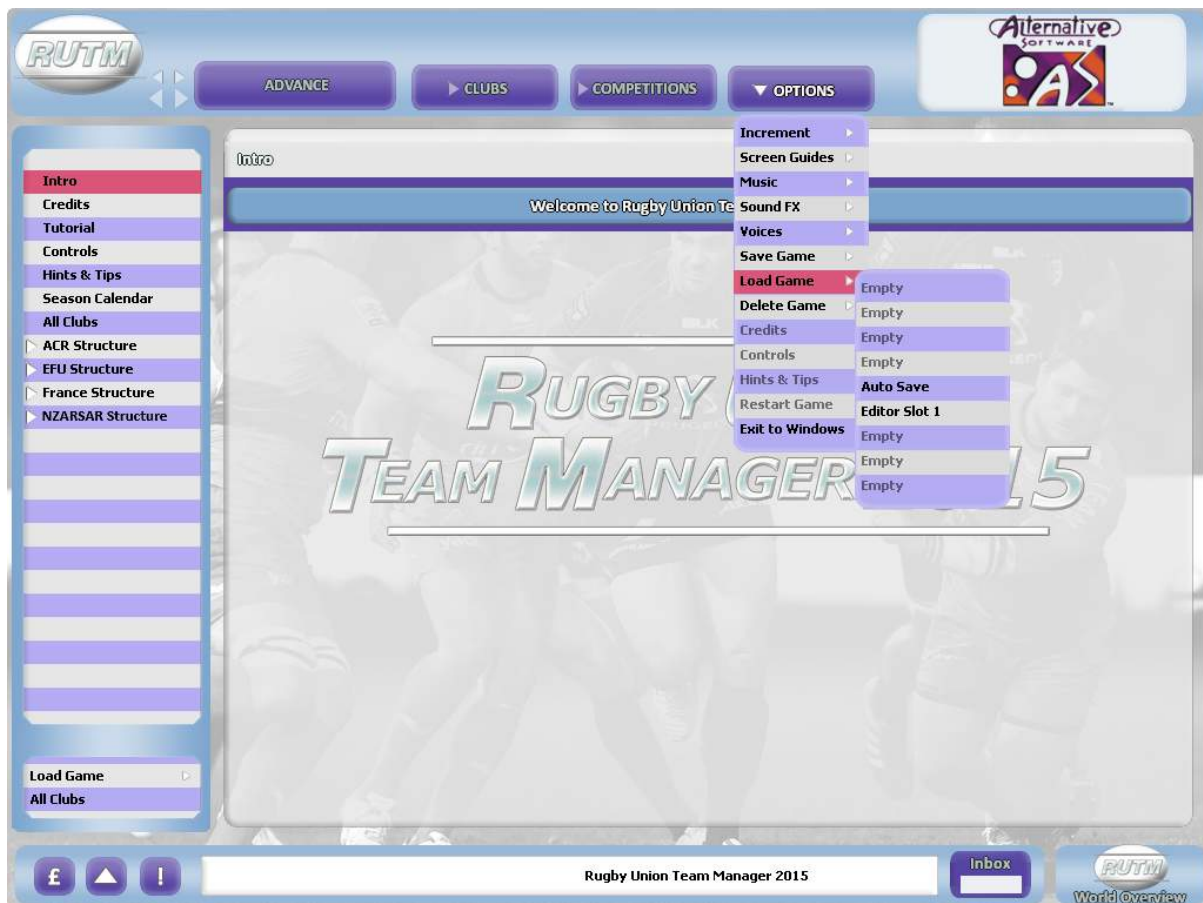 RUTM
ADVANCE
CLUBS
COMPETITIONS
OPTIONS
Alternative
SOFTWARE
AS
Intro
Credits
Tutorial
Controls
Hints & Tips
Season Calendar
All Clubs
ACR Structure
EFU Structure
France Structure
NZARSAR Structure
Load Game
All Clubs
Intro
Welcome to Rugby Union Te
Increment
Screen Guides
Music
Sound FX
Voices
Save Game
Load Game
Delete Game
Credits
Controls
Hints & Tips
Restart Game
Exit to Windows
Empty
Empty
Empty
Empty
Auto Save
Editor Slot 1
Empty
Empty
Empty
RUGBY
TEAM MANAGER 15
£
!
Rugby Union Team Manager 2015
Inbox
RUTM
World Overview